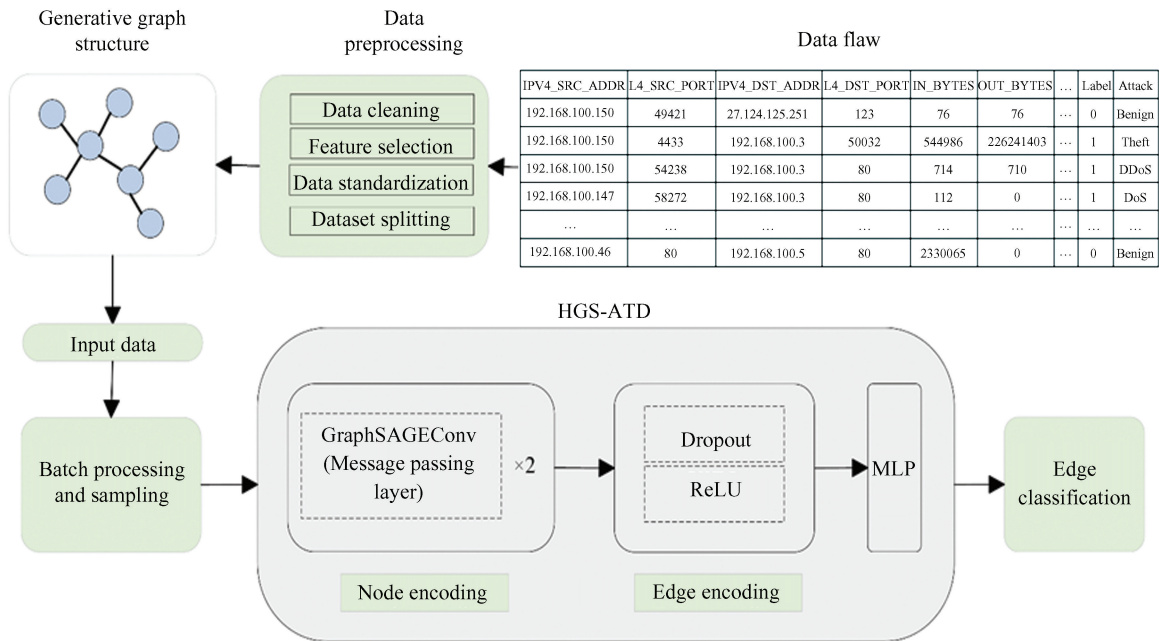 Generative graph
structure
Data
preprocessing
Data cleaning
Feature selection
Data standardization
Dataset splitting
Data flaw
IPV4_SRC_ADDR L4_SRC_PORT IPV4_DST_ADDR L4_DST_PORT IN_BYTES OUT_BYTES … Label Attack
192.168.100.150 49421 27.124.125.251 123 76 76 … 0 Benign
192.168.100.150 4433 192.168.100.3 50032 544986 226241403 … 1 Theft
192.168.100.150 54238 192.168.100.3 80 714 710 … 1 DDoS
192.168.100.147 58272 192.168.100.3 80 112 0 … 1 DoS
… … … … … … … … …
192.168.100.46 80 192.168.100.5 80 2330065 0 … 0 Benign
Input data
Batch processing
and sampling
HGS-ATD
GraphSAGEConv
(Message passing
layer)
×2
Node encoding
Dropout
ReLU
Edge encoding
MLP
Edge
classification